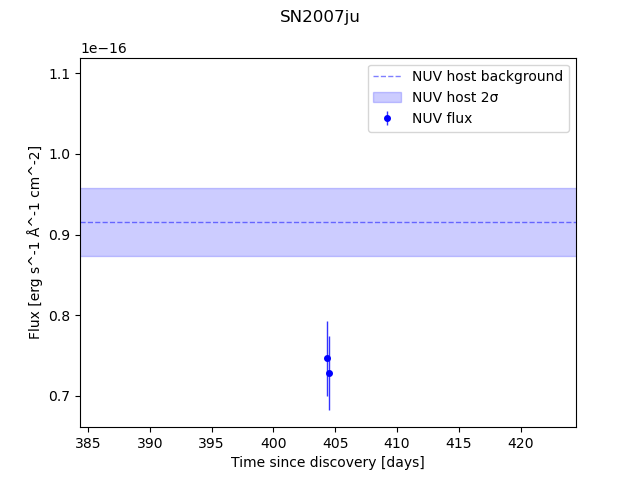 SN2007ju
1e−16
NUV host background
NUV host 2σ
NUV flux
Flux [erg s^-1 Å^-1 cm^-2]
1.1
1.0
0.9
0.8
0.7
385 390 395 400 405 410 415 420
Time since discovery [days]